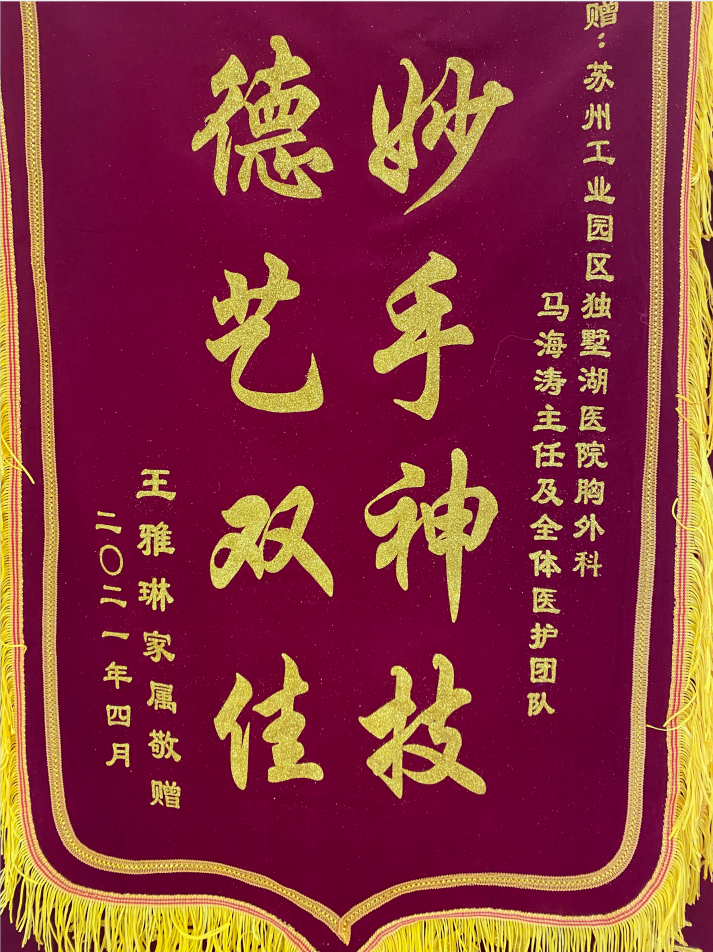 赠：苏州工业园区独墅湖医院胸外科
马海涛主任及全体医护团队
妙手神技
德艺双佳
王雅琳家属敬赠
二〇二一年四月